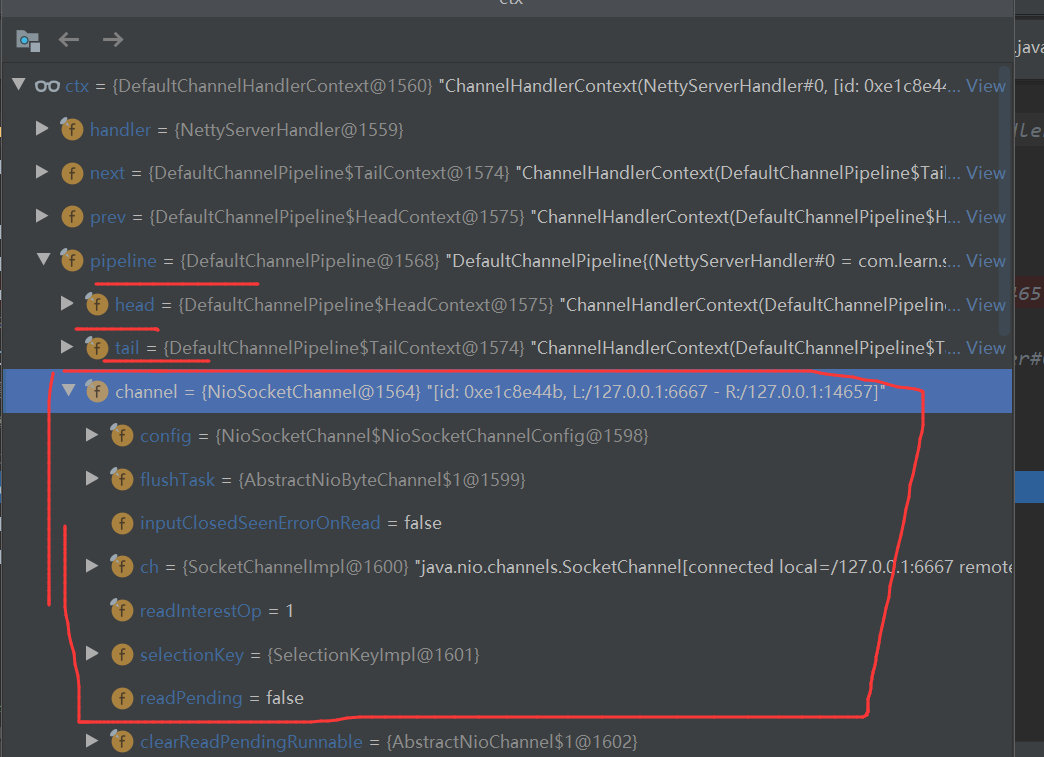 ctx
.java
ctx = {DefaultChannelHandlerContext@1560} "ChannelHandlerContext(NettyServerHandler#0, [id: 0xe1c8e4... View
handler = {NettyServerHandler@1559}
next = {DefaultChannelPipeline$TailContext@1574} "ChannelHandlerContext(DefaultChannelPipeline$Tai... View
prev = {DefaultChannelPipeline$HeadContext@1575} "ChannelHandlerContext(DefaultChannelPipeline$H... View
pipeline = {DefaultChannelPipeline@1568} "DefaultChannelPipeline{(NettyServerHandler#0 = com.learn.s... View
head = {DefaultChannelPipeline$HeadContext@1575} "ChannelHandlerContext(DefaultChannelPipelin... View
465
tail = {DefaultChannelPipeline$TailContext@1574} "ChannelHandlerContext(DefaultChannelPipeline$T... View
channel = {NioSocketChannel@1564} "[id: 0xe1c8e44b, L:/127.0.0.1:6667 - R:/127.0.0.1:14657]"
config = {NioSocketChannel$NioSocketChannelConfig@1598}
flushTask = {AbstractNioByteChannel$1@1599}
inputClosedSeenErrorOnRead = false
ch = {SocketChannelImpl@1600} "java.nio.channels.SocketChannel[connected local=/127.0.0.1:6667 remote
readInterestOp = 1
selectionKey = {SelectionKeyImpl@1601}
readPending = false
clearReadPendingRunnable = {AbstractNioChannel$1@1602}